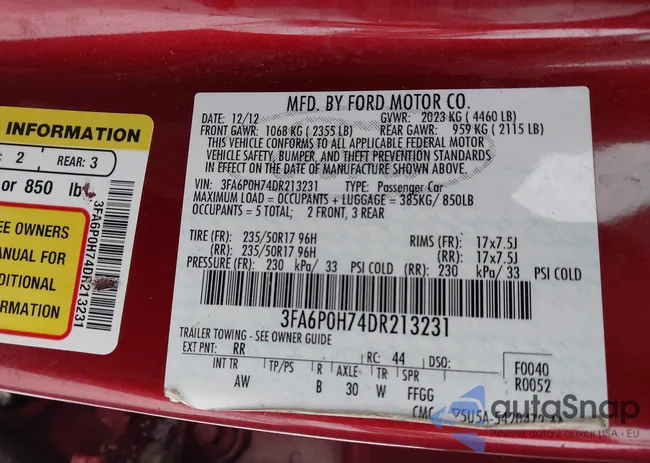 INFORMATION
: 2 REAR: 3
or 850 lb
EE OWNERS
ANUAL FOR
DITIONAL
ORMATION
3FA6P0H74DR213231
MFD. BY FORD MOTOR CO.
DATE: 12/12 GVWR: 2023 KG (4460 LB)
FRONT GAWR: 1068 KG (2355 LB) REAR GAWR: 959 KG (2115 LB)
THIS VEHICLE CONFORMS TO ALL APPLICABLE FEDERAL MOTOR
VEHICLE SAFETY, BUMPER, AND THEFT PREVENTION STANDARDS
IN EFFECT ON THE DATE OF MANUFACTURE SHOWN ABOVE.
VIN: 3FA6P0H74DR213231 TYPE: Passenger Car
MAXIMUM LOAD = OCCUPANTS + LUGGAGE = 385KG/ 850LB
OCCUPANTS = 5 TOTAL: 2 FRONT, 3 REAR
TIRE (FR): 235/50R17 96H RIMS (FR): 17x7.5J
(RR): 235/50R17 96H (RR): 17x7.5J
PRESSURE (FR): 230 kPa/ 33 PSI COLD (RR): 230 kPa/ 33 PSI COLD
3FA6P0H74DR213231
TRAILER TOWING - SEE OWNER GUIDE
EXT PNT: RR RC: 44 DSO: F0040
R0052
INT TR TP/PS R AXLE TR SPR
AW B 30 W FFGG
autoSnap
Pewne auto z aukcji USA i EU